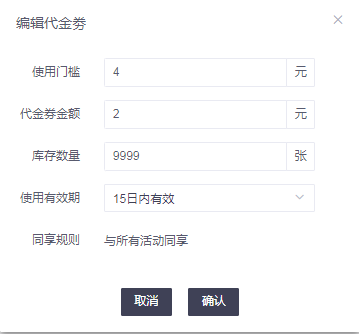 编辑代金劵
使用门槛 4 元
代金券金额 2 元
库存数量 9999 张
使用有效期 15日内有效
同享规则 与所有活动同享
取消 确认